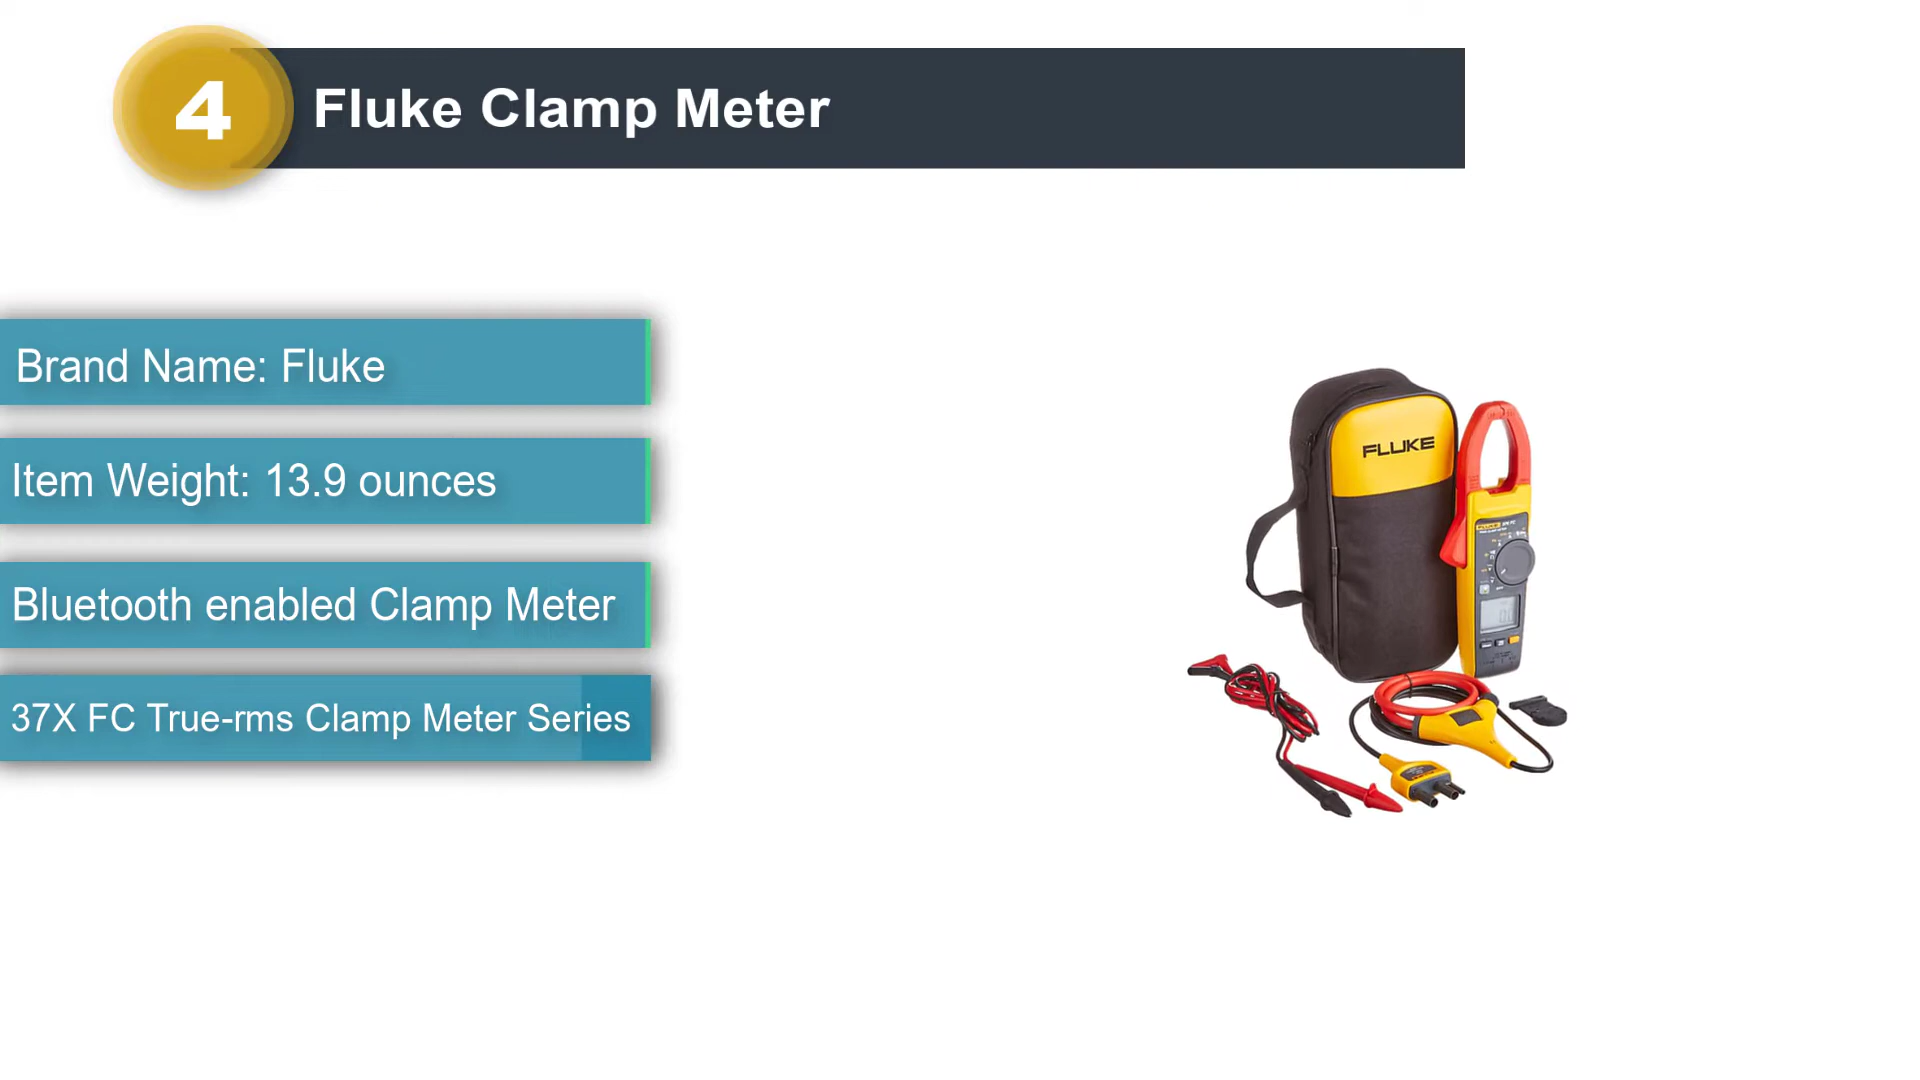 4
Fluke Clamp Meter
Brand Name: Fluke
Item Weight: 13.9 ounces
Bluetooth enabled Clamp Meter
37X FC True-rms Clamp Meter Series
FLUKE
FLUKE